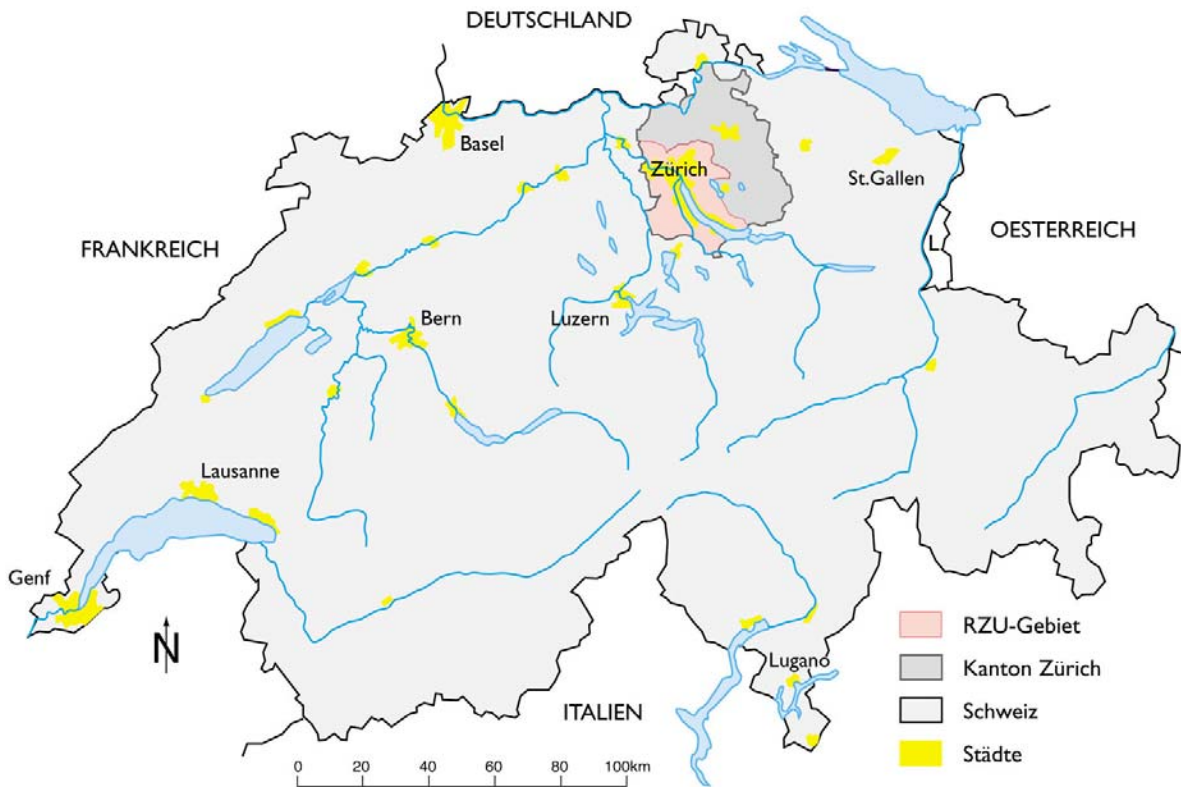 DEUTSCHLAND
Basel
Zürich
St.Gallen
FRANKREICH
OESTERREICH
L
Bern
Luzern
Lausanne
Genf
N
Lugano
ITALIEN
RZU-Gebiet
Kanton Zürich
Schweiz
Städte
0 20 40 60 80 100km